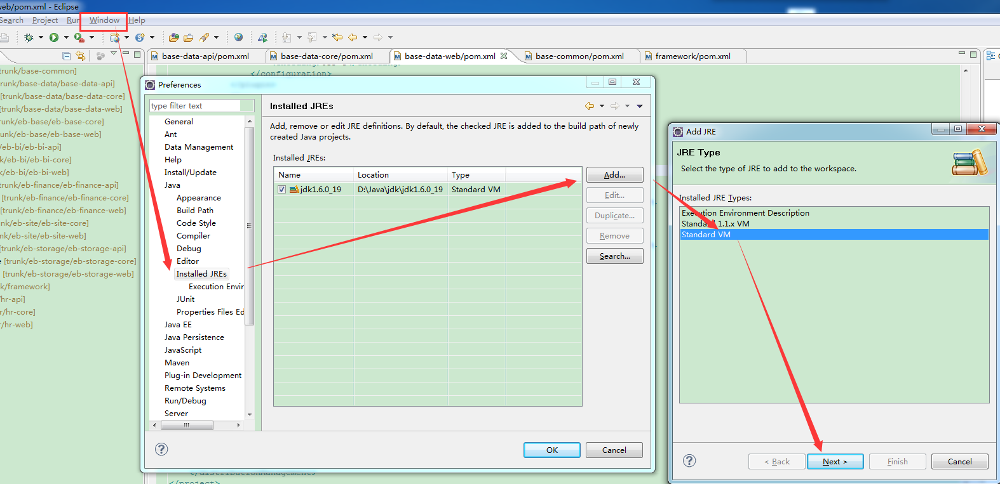 web/pom.xml - Eclipse
Search Project Run Window Help
base-data-api/pom.xml
base-data-core/pom.xml
base-data-web/pom.xml
base-common/pom.xml
framework/pom.xml
</configuration>
trunk/base-common]
runk/base-data/base-data-api]
[trunk/base-data/base-data-core]
[trunk/base-data/base-data-web]
runk/eb-base/eb-base-core]
unk/eb-base/eb-base-web]
/eb-bi/eb-bi-api]
k/eb-bi/eb-bi-core]
k/eb-bi/eb-bi-web]
nk/eb-finance/eb-finance-api]
[trunk/eb-finance/eb-finance-core]
[trunk/eb-finance/eb-finance-web]
unk/eb-site/eb-site-core]
nk/eb-site/eb-site-web]
[trunk/eb-storage/eb-storage-api]
e [trunk/eb-storage/eb-storage-core]
[trunk/eb-storage/eb-storage-web]
k/framework]
/hr-api]
r/hr-core]
r/hr-web]
Preferences
type filter text
General
Ant
Data Management
Help
Install/Update
Java
Appearance
Build Path
Code Style
Compiler
Debug
Editor
Installed JREs
Execution Envir
JUnit
Properties Files Ed
Java EE
Java Persistence
JavaScript
Maven
Plug-in Development
Remote Systems
Run/Debug
Server
Installed JREs
Add, remove or edit JRE definitions. By default, the checked JRE is added to the build path of newly
created Java projects.
Installed JREs:
Name Location Type
jdk1.6.0_19 D:\Java\jdk\jdk1.6.0_19 Standard VM
Add...
Edit...
Duplicate...
Remove
Search...
OK
Cancel
</distributionManagement>
</project>
Add JRE
JRE Type
Select the type of JRE to add to the workspace.
Installed JRE Types:
Execution Environment Description
Standard 1.1.x VM
Standard VM
< Back
Next >
Finish
Cancel